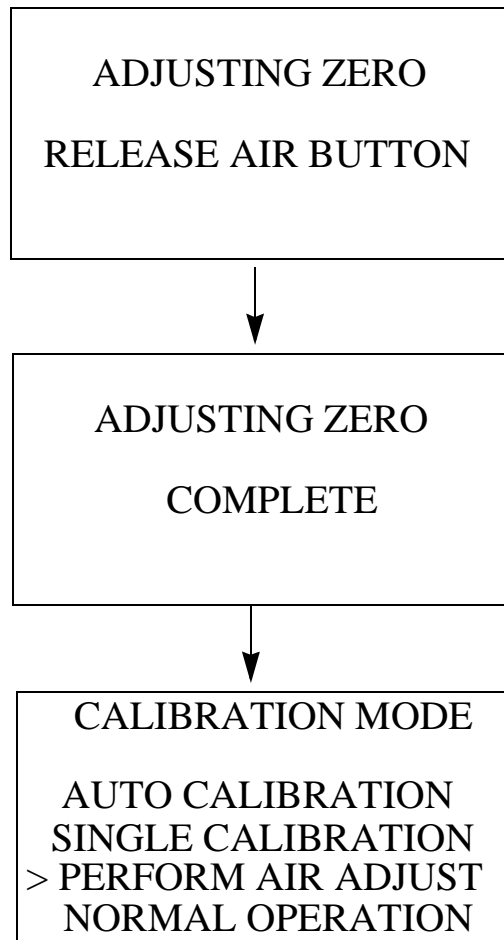 ADJUSTING ZERO
RELEASE AIR BUTTON
ADJUSTING ZERO
COMPLETE
CALIBRATION MODE
AUTO CALIBRATION
SINGLE CALIBRATION
> PERFORM AIR ADJUST
NORMAL OPERATION